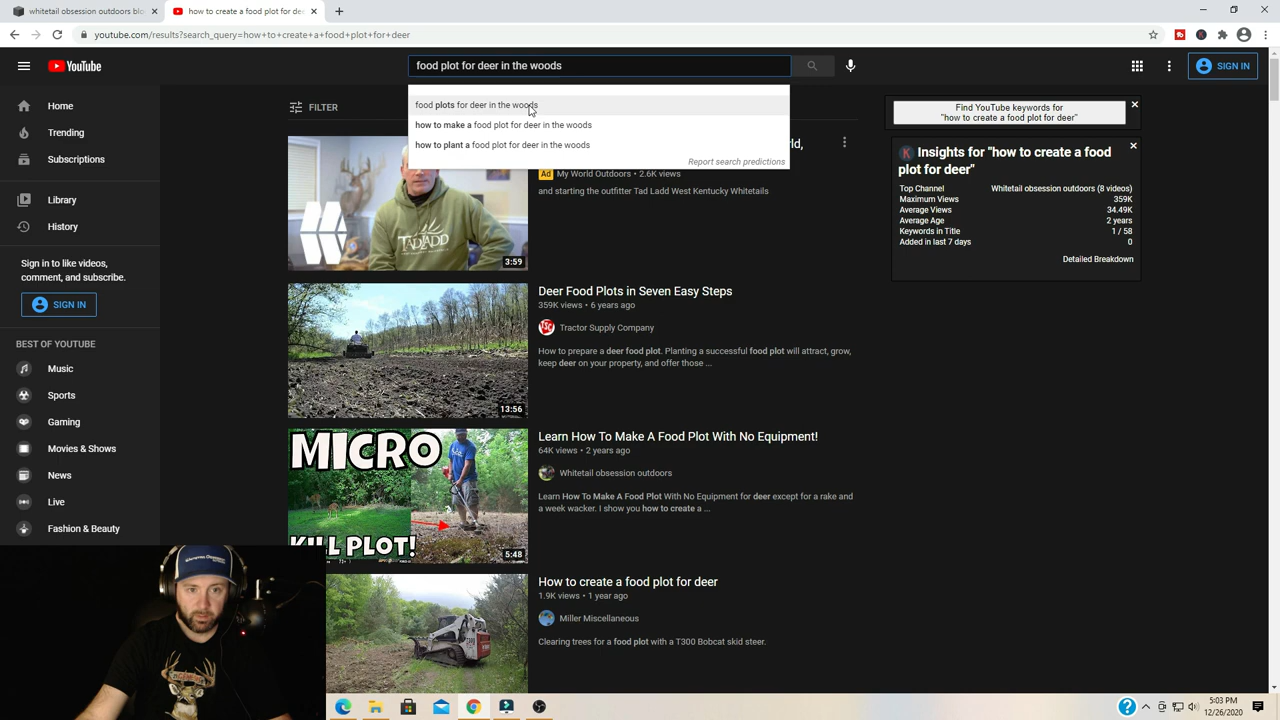 whitetail obsession outdoors blo
how to create a food plot for dee
youtube.com/results?search_query=how+to+create+a+food+plot+for+deer
YouTube
food plot for deer in the woods
SIGN IN
food plots for deer in the woods
how to make a food plot for deer in the woods
how to plant a food plot for deer in the woods
Report search predictions
Home
Trending
Subscriptions
Library
History
Sign in to like videos,
comment, and subscribe.
SIGN IN
BEST OF YOUTUBE
Music
Sports
Gaming
Movies & Shows
News
Live
Fashion & Beauty
FILTER
Ad My World Outdoors • 2.6K views
and starting the outfitter Tad Ladd West Kentucky Whitetails
TADLADD
3:59
Deer Food Plots in Seven Easy Steps
359K views • 6 years ago
Tractor Supply Company
How to prepare a deer food plot. Planting a successful food plot will attract, grow,
keep deer on your property, and offer those ...
13:56
MICRO
KILL PLOT!
5:48
Learn How To Make A Food Plot With No Equipment!
64K views • 2 years ago
Whitetail obsession outdoors
Learn How To Make A Food Plot With No Equipment for deer except for a rake and
a week wacker. I show you how to create a ...
How to create a food plot for deer
1.9K views • 1 year ago
Miller Miscellaneous
Clearing trees for a food plot with a T300 Bobcat skid steer.
Find YouTube keywords for
"how to create a food plot for deer"
Insights for "how to create a food
plot for deer"
Top Channel Whitetail obsession outdoors (8 videos)
Maximum Views 359K
Average Views 34.49K
Average Age 2 years
Keywords in Title 1 / 58
Added in last 7 days 0
Detailed Breakdown
5:03 PM
12/26/2020